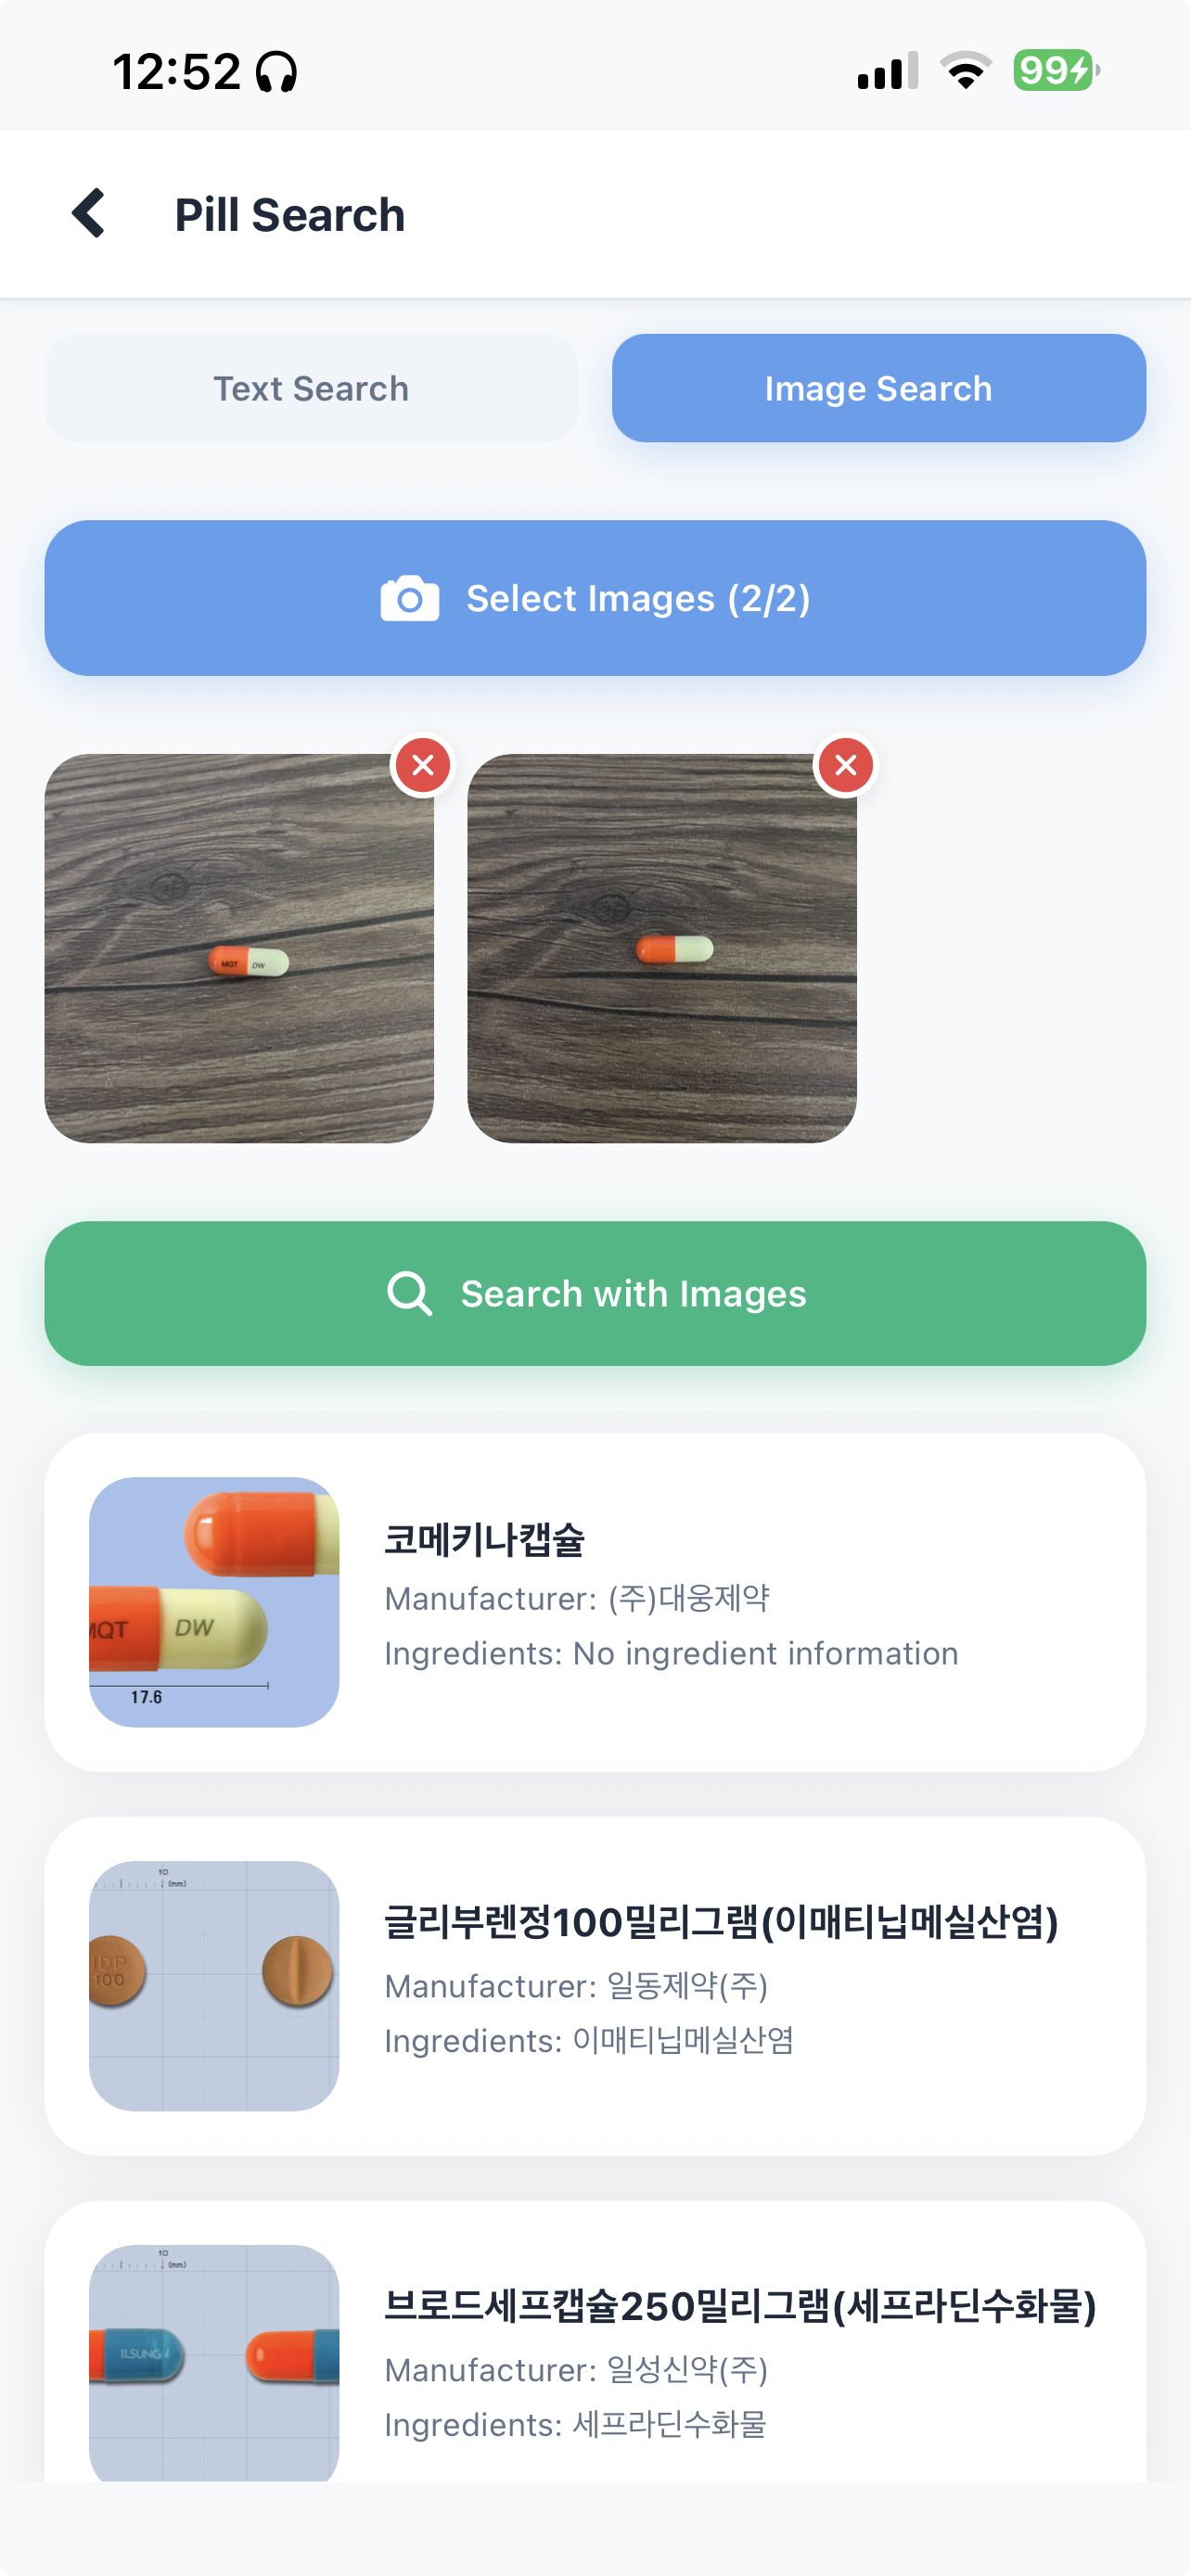 12:52
99
Pill Search
Text Search
Image Search
Select Images (2/2)
MQT DW
Search with Images
코메키나캡슐
Manufacturer: (주)대웅제약
Ingredients: No ingredient information
MQT DW
17.6
글리부렌정100밀리그램(이매티닙메실산염)
Manufacturer: 일동제약(주)
Ingredients: 이매티닙메실산염
10
(mm)
IDP
100
브로드세프캡슐250밀리그램(세프라딘수화물)
Manufacturer: 일성신약(주)
Ingredients: 세프라딘수화물
10
(mm)
ILSUNG